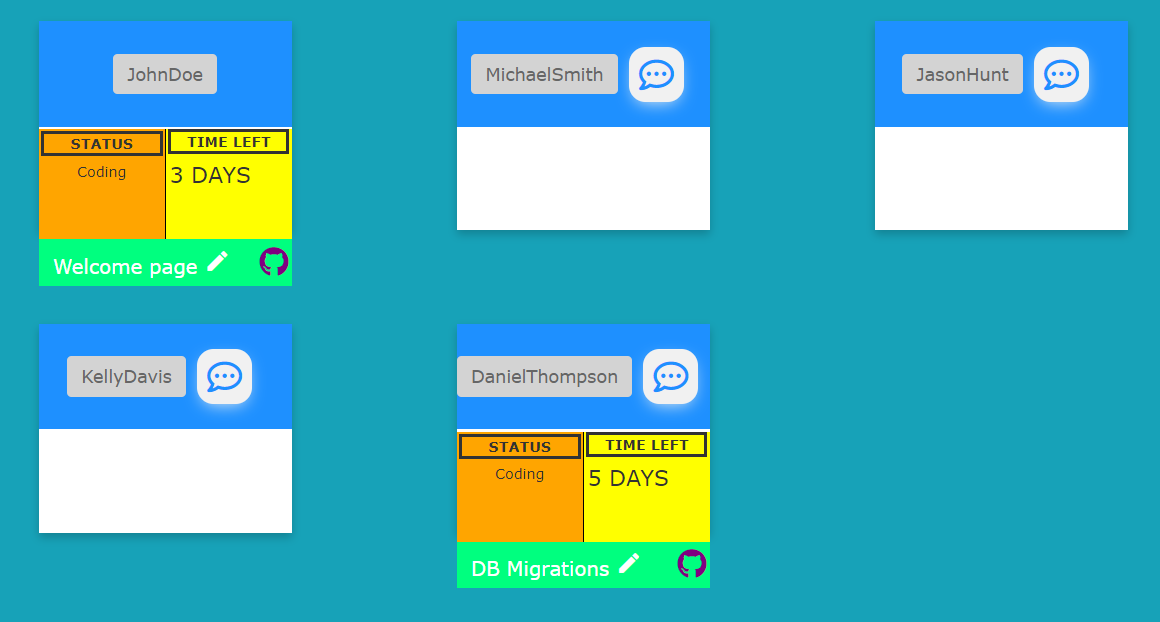 JohnDoe
STATUS
TIME LEFT
Coding
3 DAYS
Welcome page
MichaelSmith
JasonHunt
KellyDavis
DanielThompson
STATUS
TIME LEFT
Coding
5 DAYS
DB Migrations